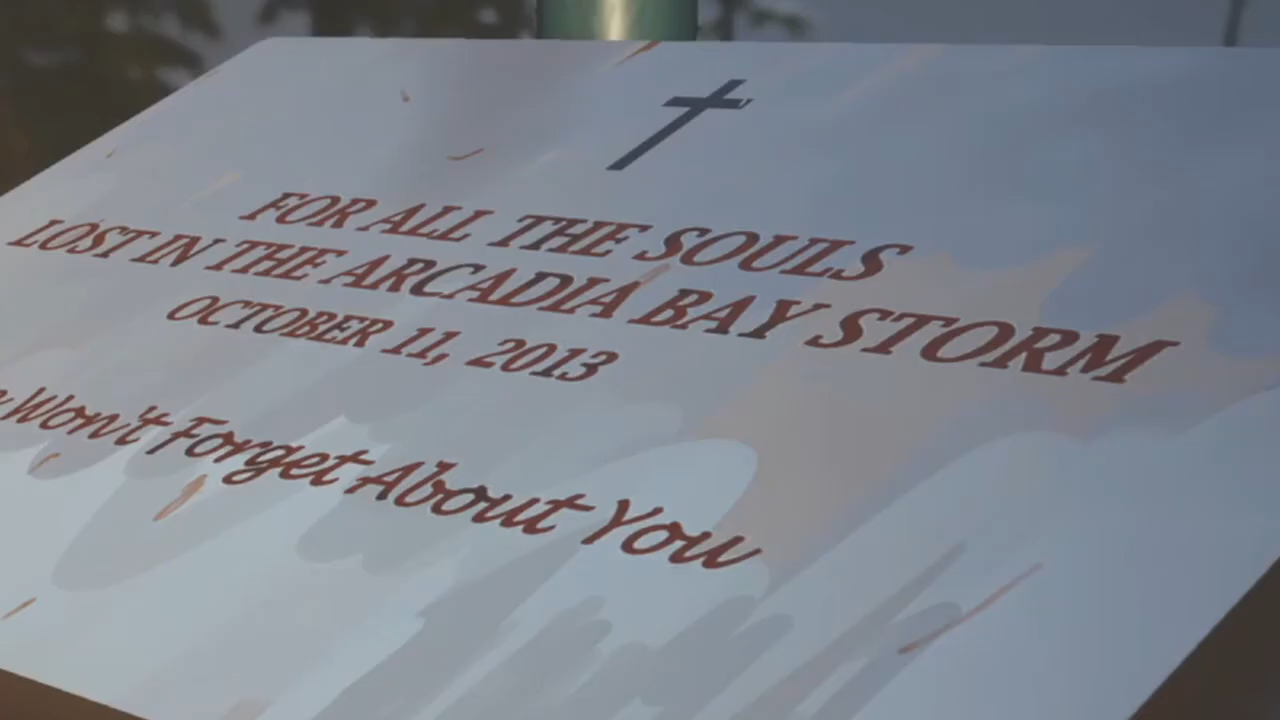 FOR ALL THE SOULS
LOST IN THE ARCADIA BAY STORM
OCTOBER 11, 2013
Won't Forget About You